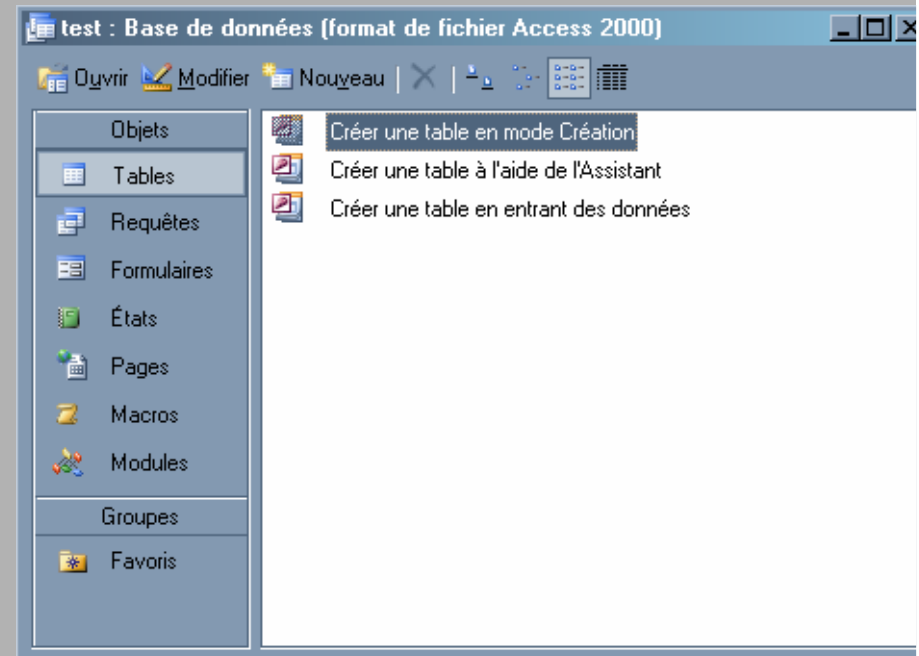 test : Base de données (format de fichier Access 2000)
Ouvrir Modifier Nouveau
Objets
Tables
Requêtes
Formulaires
États
Pages
Macros
Modules
Groupes
Favoris
Créer une table en mode Création
Créer une table à l'aide de l'Assistant
Créer une table en entrant des données